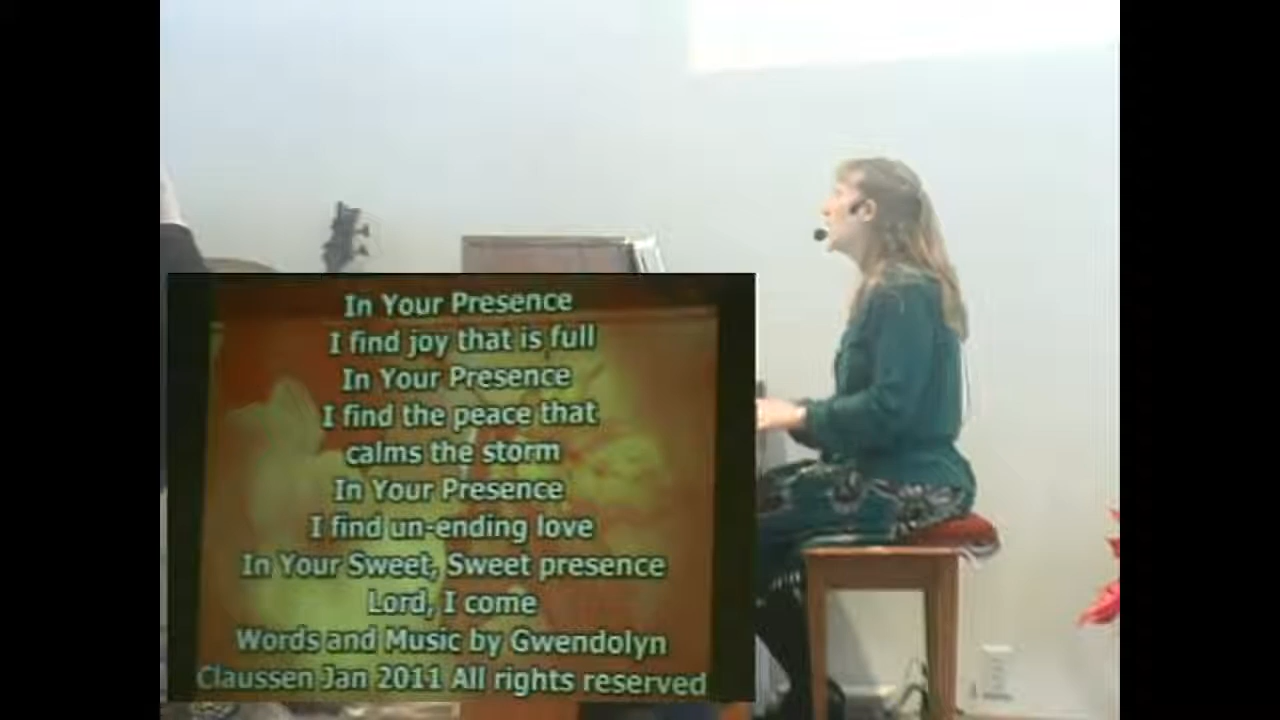 In Your Presence
I find joy that is full
In Your Presence
I find the peace that
calms the storm
In Your Presence
I find un-ending love
In Your Sweet, Sweet presence
Lord, I come
Words and Music by Gwendolyn
Claussen Jan 2011 All rights reserved